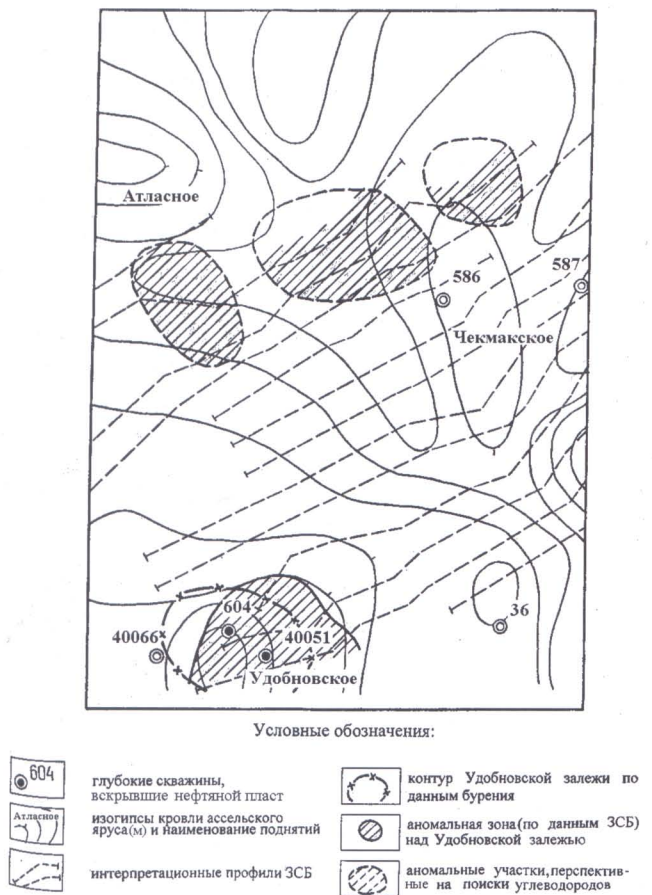 Атласное
586
587
Чекмакское
604
36
40066
40051
Удобновское
Условные обозначения:
604
глубокие скважины,
вскрывшие нефтяной пласт
Атласное
изогипсы кровли ассельского
яруса(м) и наименование поднятий
интерпретационные профили ЗСБ
контур Удобновской залежи по
данным бурения
аномальная зона(по данным ЗСБ)
над Удобновской залежью
аномальные участки,перспектив-
ные на поиски углеводородов